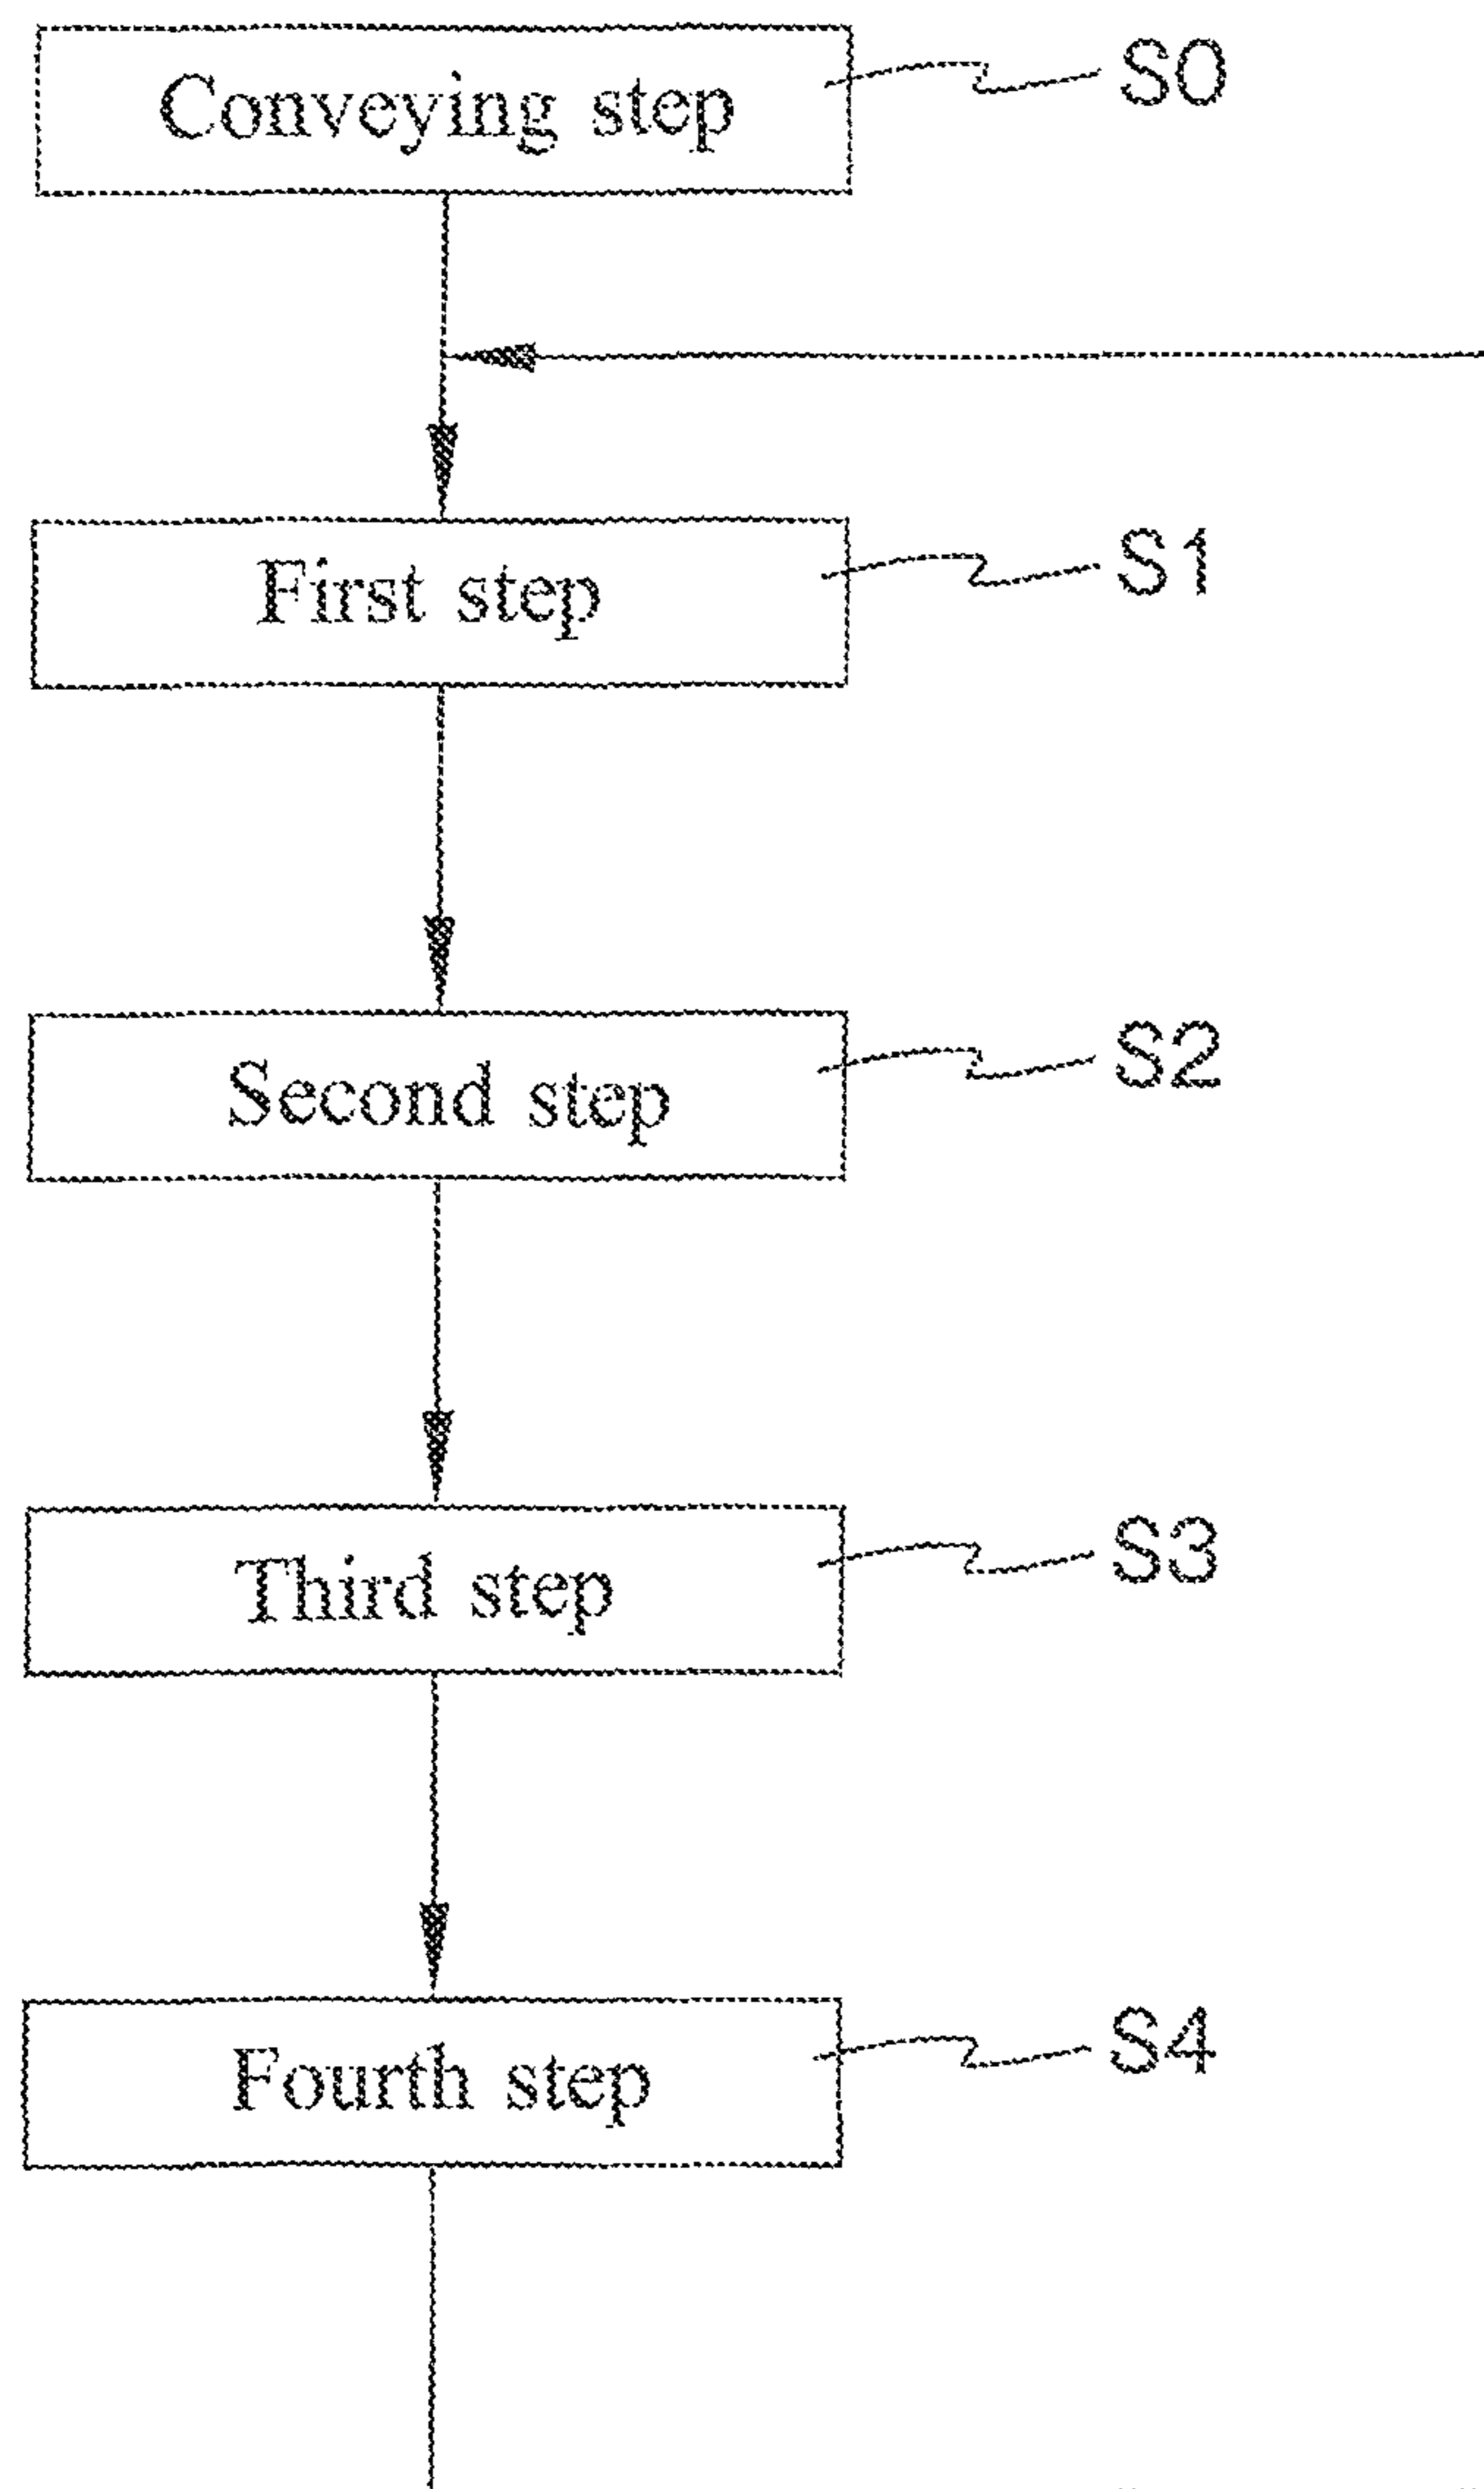 Conveying step S0
First step S1
Second step S2
Third step S3
Fourth step S4